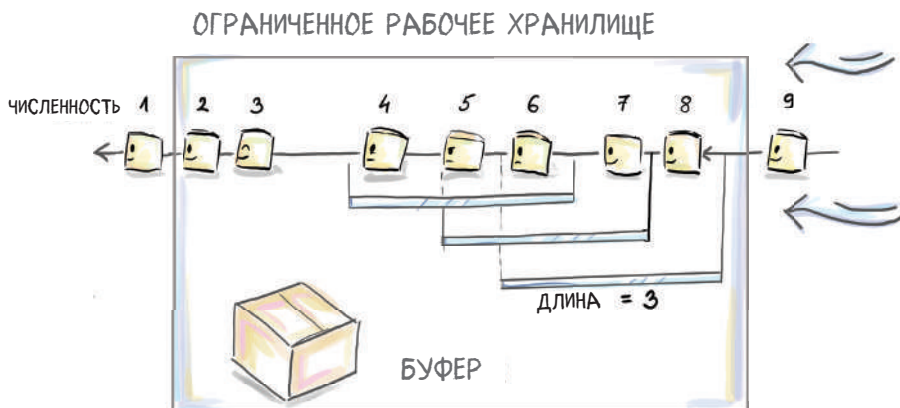 ОГРАНИЧЕННОЕ РАБОЧЕЕ ХРАНИЛИЩЕ
ЧИСЛЕННОСТЬ 1 2 3 4 5 6 7 8 9
ДЛИНА = 3
БУФЕР